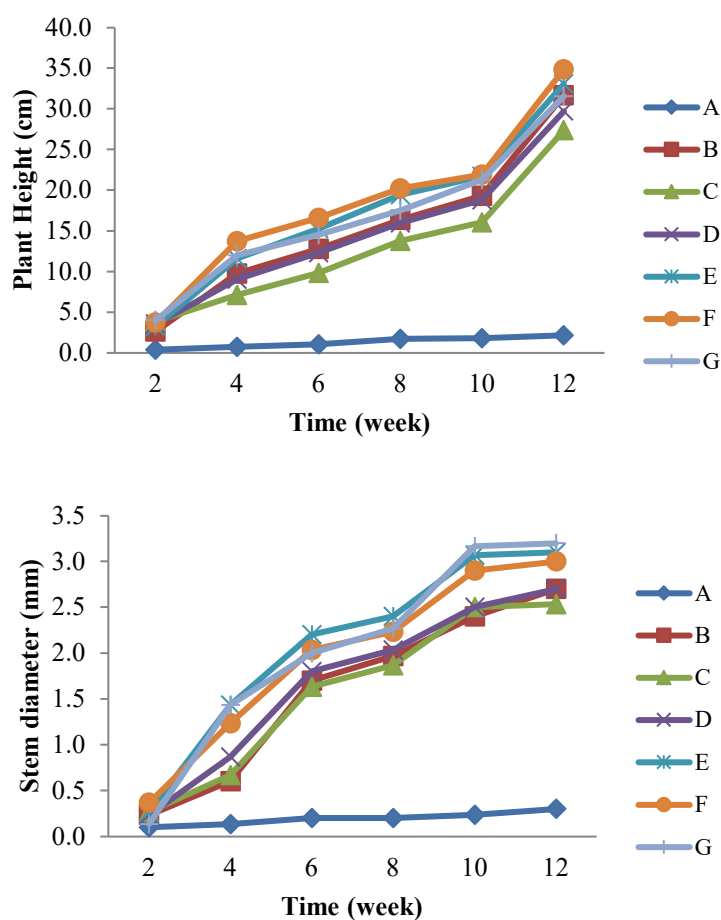 40.0
35.0
30.0
25.0
20.0
15.0
10.0
5.0
0.0
Plant Height (cm)
2 4 6 8 10 12
Time (week)
A
B
C
D
E
F
G
3.5
3.0
2.5
2.0
1.5
1.0
0.5
0.0
Stem diameter (mm)
2 4 6 8 10 12
Time (week)
A
B
C
D
E
F
G